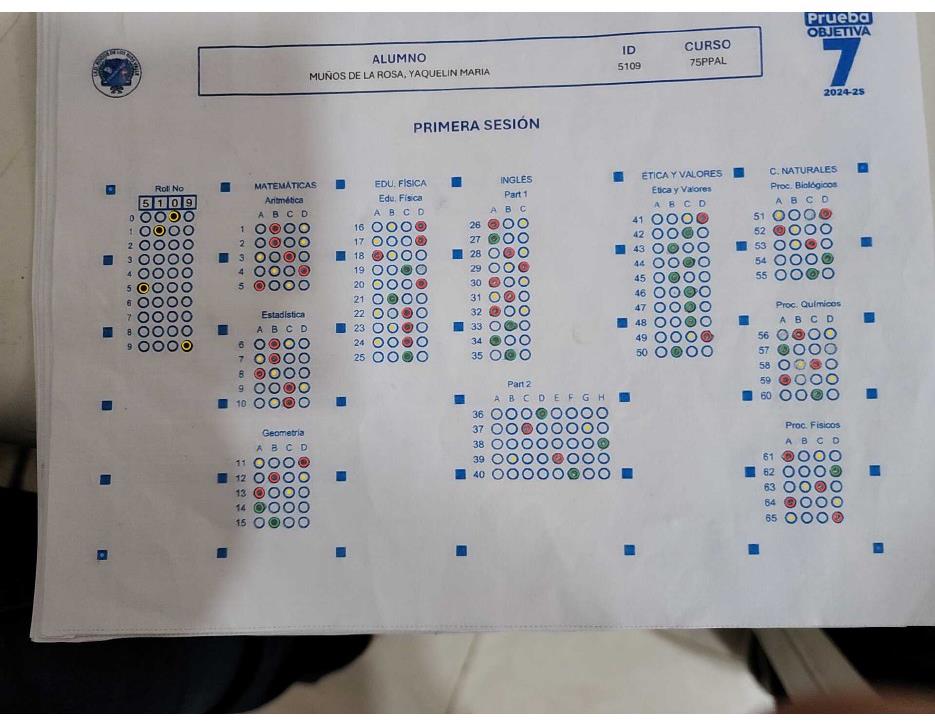 Prueba
OBJETIVA
7
2024-25
ALUMNO
MUÑOS DE LA ROSA, YAQUELIN MARIA
ID
5109
CURSO
75PPAL
PRIMERA SESIÓN
Roll No
5 1 0 9
0
1
2
3
4
5
6
7
8
9
MATEMÁTICAS
Aritmética
A B C D
1
2
3
4
5
Estadística
A B C D
6
7
8
9
10
Geometría
A B C D
11
12
13
14
15
EDU. FÍSICA
Edu. Física
A B C D
16
17
18
19
20
21
22
23
24
25
INGLÉS
Part 1
A B C
26
27
28
29
30
31
32
33
34
35
Part 2
A B C D E F G H
36
37
38
39
40
ÉTICA Y VALORES
Ética y Valores
A B C D
41
42
43
44
45
46
47
48
49
50
C. NATURALES
Proc. Biológicos
A B C D
51
52
53
54
55
Proc. Químicos
A B C D
56
57
58
59
60
Proc. Físicos
A B C D
61
62
63
64
65